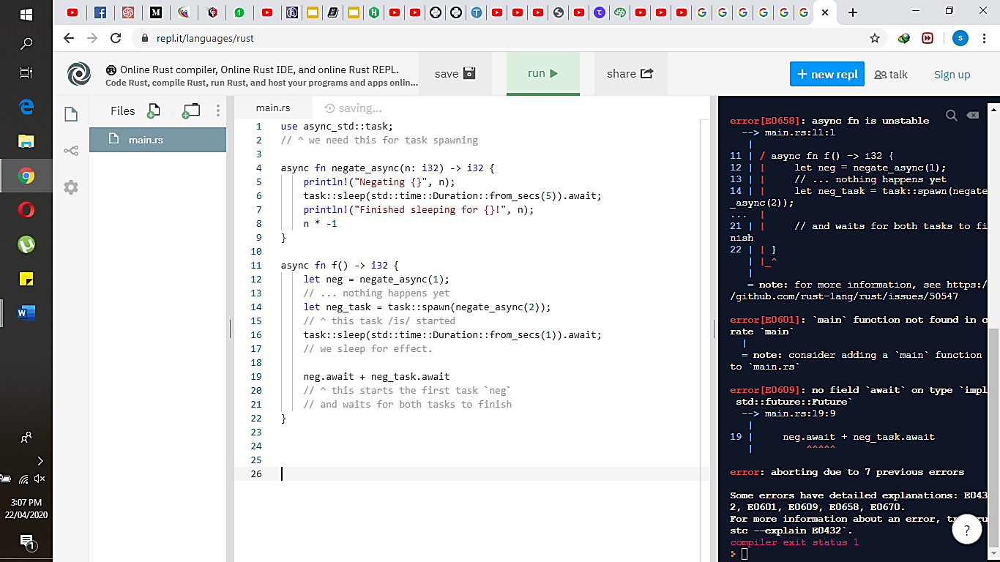 repl.it/languages/rust
S
Online Rust compiler, Online Rust IDE, and online Rust REPL.
Code Rust, compile Rust, run Rust, and host your programs and apps onlin...
save
run
share
+ new repl
talk
Sign up
Files
main.rs
main.rs
saving...
1 use async_std::task;
2 // ^ we need this for task spawning
3
4 async fn negate_async(n: i32) -> i32 {
5     println!("Negating {}", n);
6     task::sleep(std::time::Duration::from_secs(5)).await;
7     println!("Finished sleeping for {}!", n);
8     n * -1
9 }
10
11 async fn f() -> i32 {
12     let neg = negate_async(1);
13     // ... nothing happens yet
14     let neg_task = task::spawn(negate_async(2));
15     // ^ this task /is/ started
16     task::sleep(std::time::Duration::from_secs(1)).await;
17     // we sleep for effect.
18
19     neg.await + neg_task.await
20     // ^ this starts the first task `neg`
21     // and waits for both tasks to finish
22 }
23
24
25
26
error[E0658]: async fn is unstable
--> main.rs:11:1
|
11 | / async fn f() -> i32 {
12 | |     let neg = negate_async(1);
13 | |     // ... nothing happens yet
14 | |     let neg_task = task::spawn(negate
_async(2));
... |
21 | |     // and waits for both tasks to fi
nish
22 | | }
| |_^
|
= note: for more information, see https:/
/github.com/rust-lang/rust/issues/50547
error[E0601]: `main` function not found in c
rate `main`
|
= note: consider adding a `main` function
to `main.rs`
error[E0609]: no field `await` on type `impl
std::future::Future`
--> main.rs:19:9
|
19 |     neg.await + neg_task.await
|         ^^^^^
error: aborting due to 7 previous errors
Some errors have detailed explanations: E043
2, E0601, E0609, E0658, E0670.
For more information about an error, try `ru
stc --explain E0432`.
compiler exit status 1
?
3:07 PM
22/04/2020
1